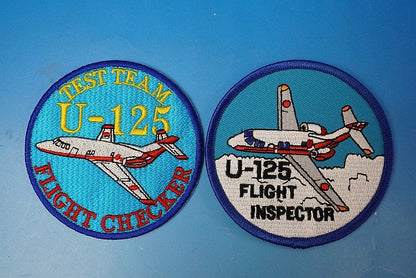 TEST TEAM
U-125
FLIGHT CHECKER
U-125
FLIGHT
INSPECTOR